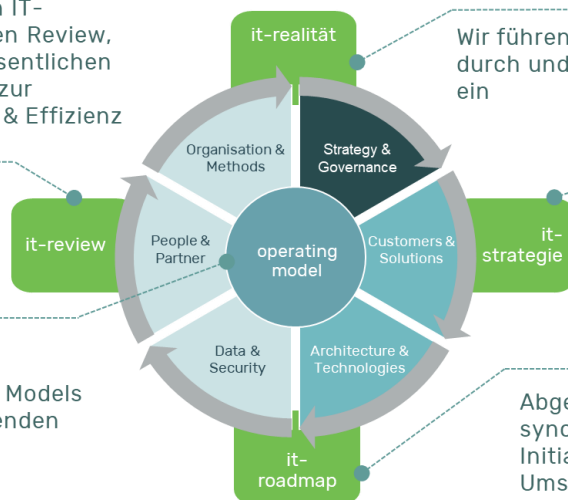 IT-
en Review,
sentlichen
zur
& Effizienz
it-realität
Wir führen
durch und
ein
Organisation &
Methods
Strategy &
Governance
it-review
People &
Partner
operating
model
Customers &
Solutions
it-
strategie
Data &
Security
Architecture &
Technologies
Models
enden
it-
roadmap
Abge
sync
Initia
Ums